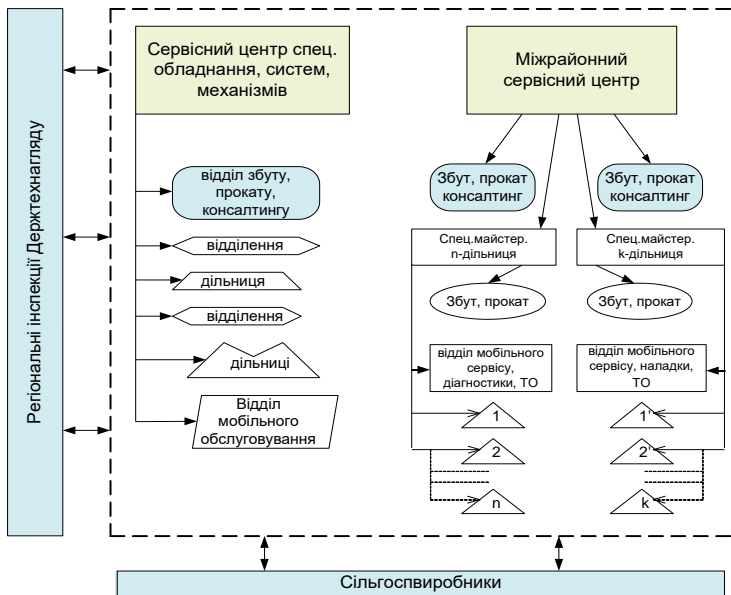 Регіональні інспекції Держтехнагляду
Сервісний центр спец.
обладнання, систем,
механізмів
відділ збуту,
прокату,
консалтингу
відділення
дільниця
відділення
дільниці
Відділ
мобільного
обслуговування
Міжрайонний
сервісний центр
Збут, прокат
консалтинг
Збут, прокат
консалтинг
Спец.майстер.
n-дільниця
Спец.майстер.
k-дільниця
Збут, прокат
Збут, прокат
відділ мобільного
сервісу,
діагностики, ТО
відділ мобільного
сервісу, наладки,
ТО
1
1'
2
2'
n
k
Сільгоспвиробники